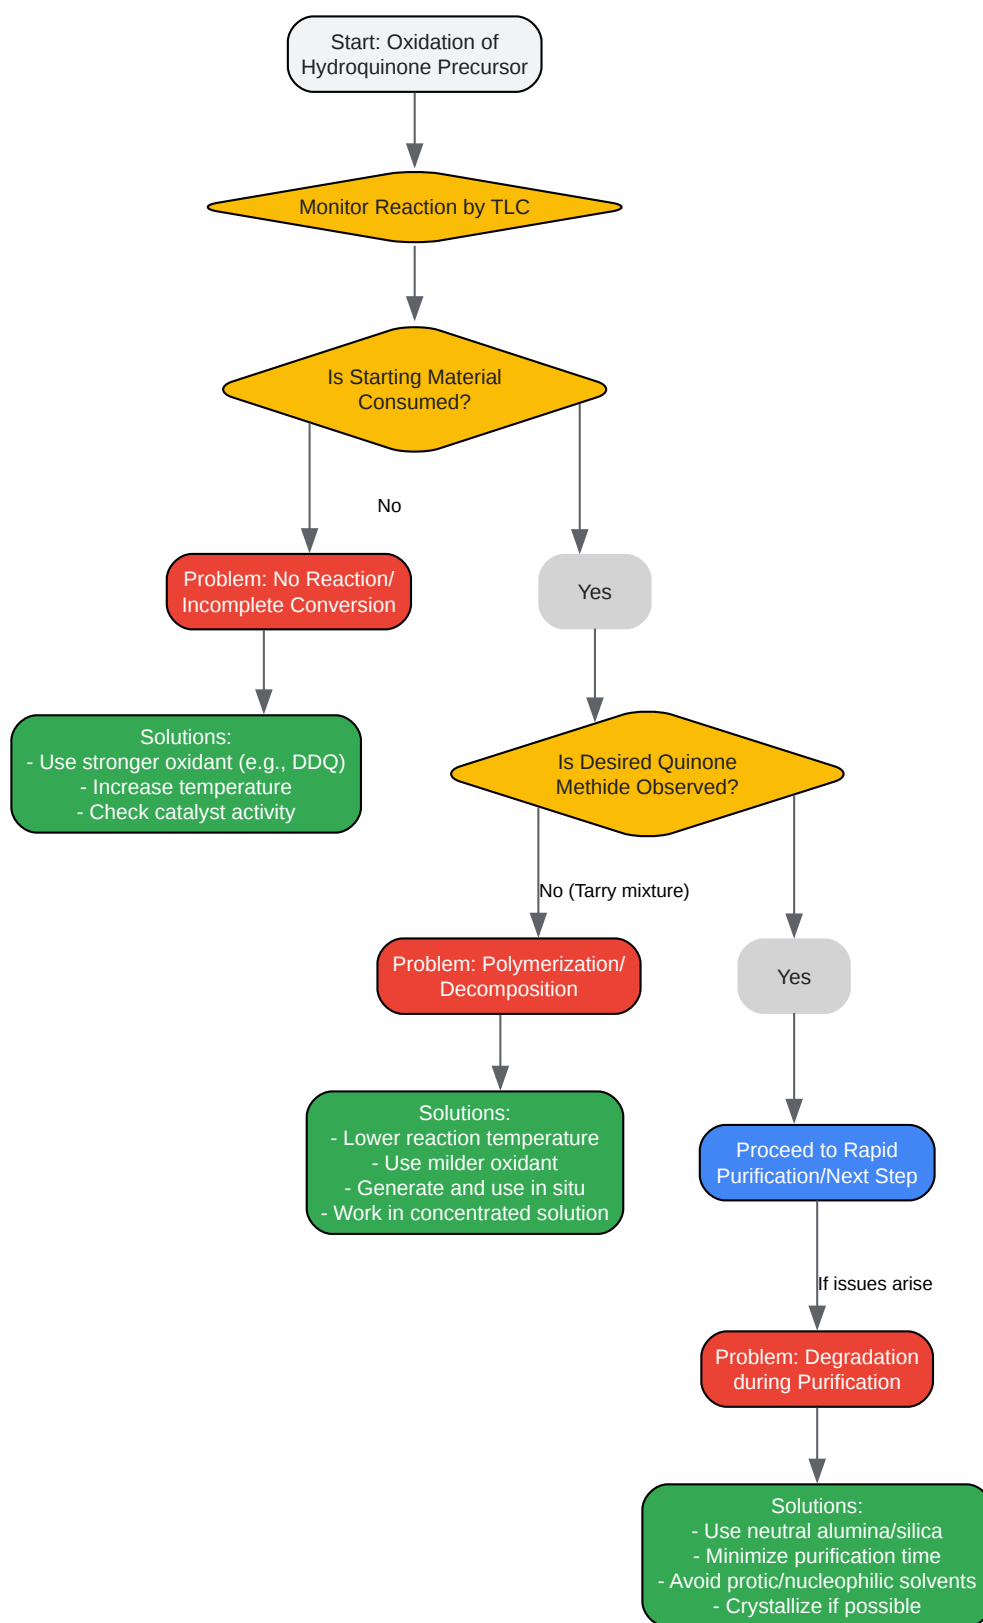 Start: Oxidation of
Hydroquinone Precursor
Monitor Reaction by TLC
Is Starting Material
Consumed?
No
Problem: No Reaction/
Incomplete Conversion
Yes
Solutions:
- Use stronger oxidant (e.g., DDQ)
- Increase temperature
- Check catalyst activity
Is Desired Quinone
Methide Observed?
No (Tarry mixture)
Problem: Polymerization/
Decomposition
Yes
Solutions:
- Lower reaction temperature
- Use milder oxidant
- Generate and use in situ
- Work in concentrated solution
Proceed to Rapid
Purification/Next Step
If issues arise
Problem: Degradation
during Purification
Solutions:
- Use neutral alumina/silica
- Minimize purification time
- Avoid protic/nucleophilic solvents
- Crystallize if possible